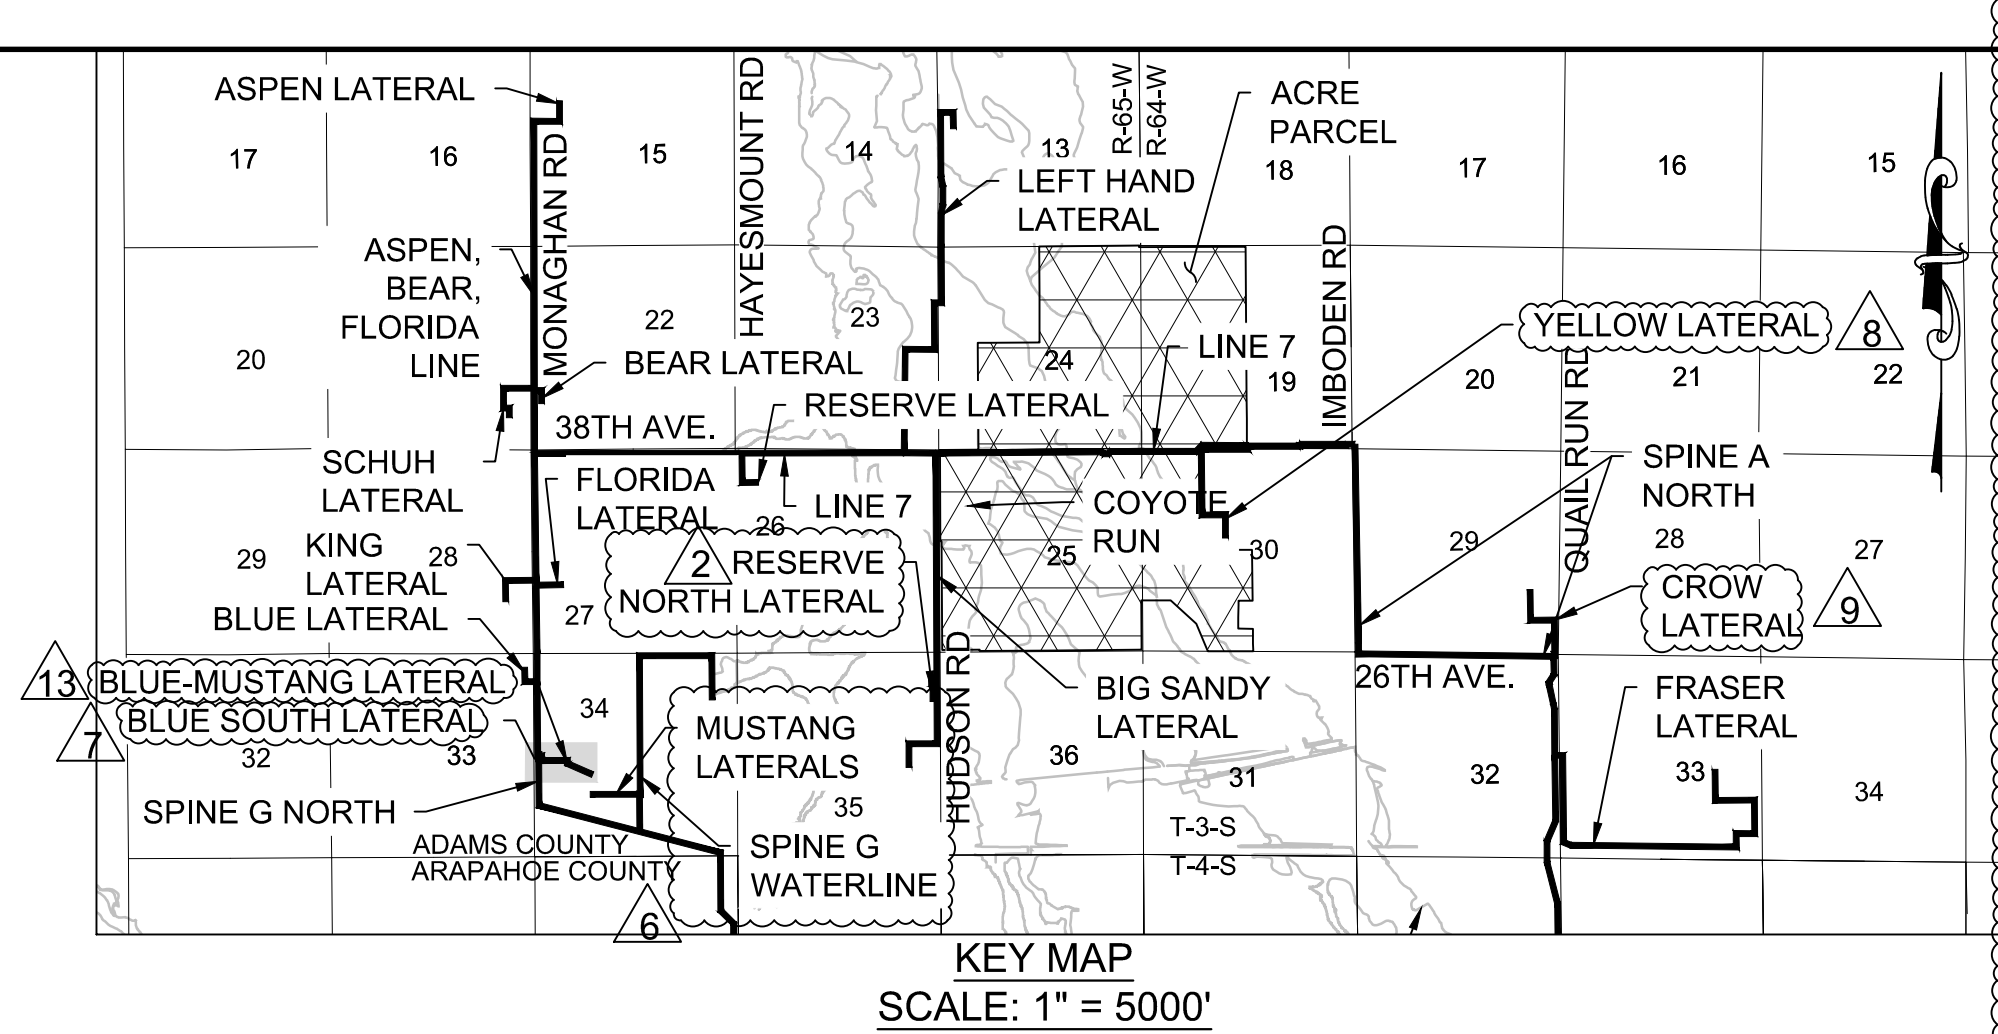 ASPEN LATERAL
MONAGHAN RD
HAYESMOUNT RD
R-65-W
R-64-W
ACRE
PARCEL
17
16
15
14
13
18
17
16
15
LEFT HAND
LATERAL
ASPEN,
BEAR,
FLORIDA
LINE
IMBODEN RD
20
22
23
24
19
20
21
22
BEAR LATERAL
LINE 7
YELLOW LATERAL
8
RESERVE LATERAL
38TH AVE.
QUAIL RUN RD
SCHUH
LATERAL
FLORIDA
LATERAL
LINE 7
26
COYOTE
RUN
SPINE A
NORTH
KING
LATERAL
29
28
27
2
RESERVE
NORTH LATERAL
25
30
29
28
27
BLUE LATERAL
CROW
LATERAL
9
13
BLUE-MUSTANG LATERAL
BLUE SOUTH LATERAL
7
32
33
34
26TH AVE.
BIG SANDY
LATERAL
FRASER
LATERAL
MUSTANG
LATERALS
HUDSON RD
35
36
31
32
33
34
SPINE G NORTH
ADAMS COUNTY
ARAPAHOE COUNTY
SPINE G
WATERLINE
T-3-S
T-4-S
6
KEY MAP
SCALE: 1" = 5000'